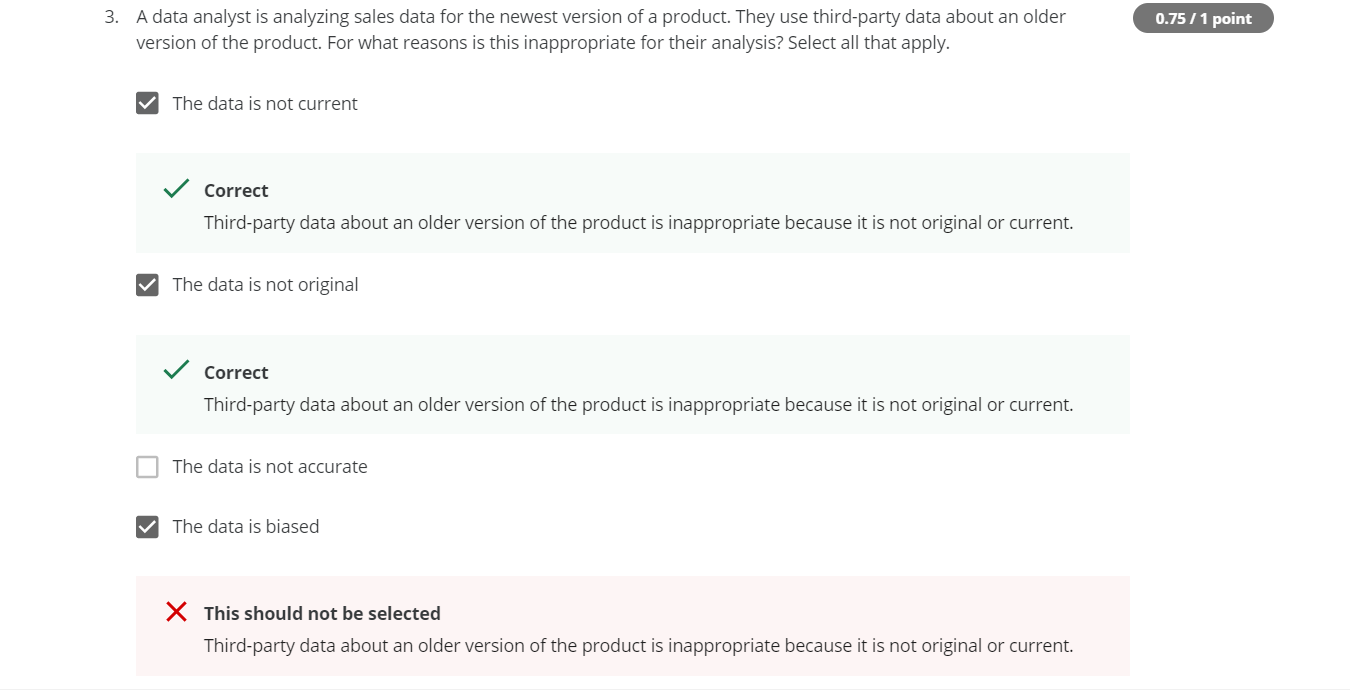 3. A data analyst is analyzing sales data for the newest version of a product. They use third-party data about an older
0.75 / 1 point
version of the product. For what reasons is this inappropriate for their analysis? Select all that apply.
The data is not current
Correct
Third-party data about an older version of the product is inappropriate because it is not original or current.
The data is not original
Correct
Third-party data about an older version of the product is inappropriate because it is not original or current.
The data is not accurate
The data is biased
This should not be selected
Third-party data about an older version of the product is inappropriate because it is not original or current.